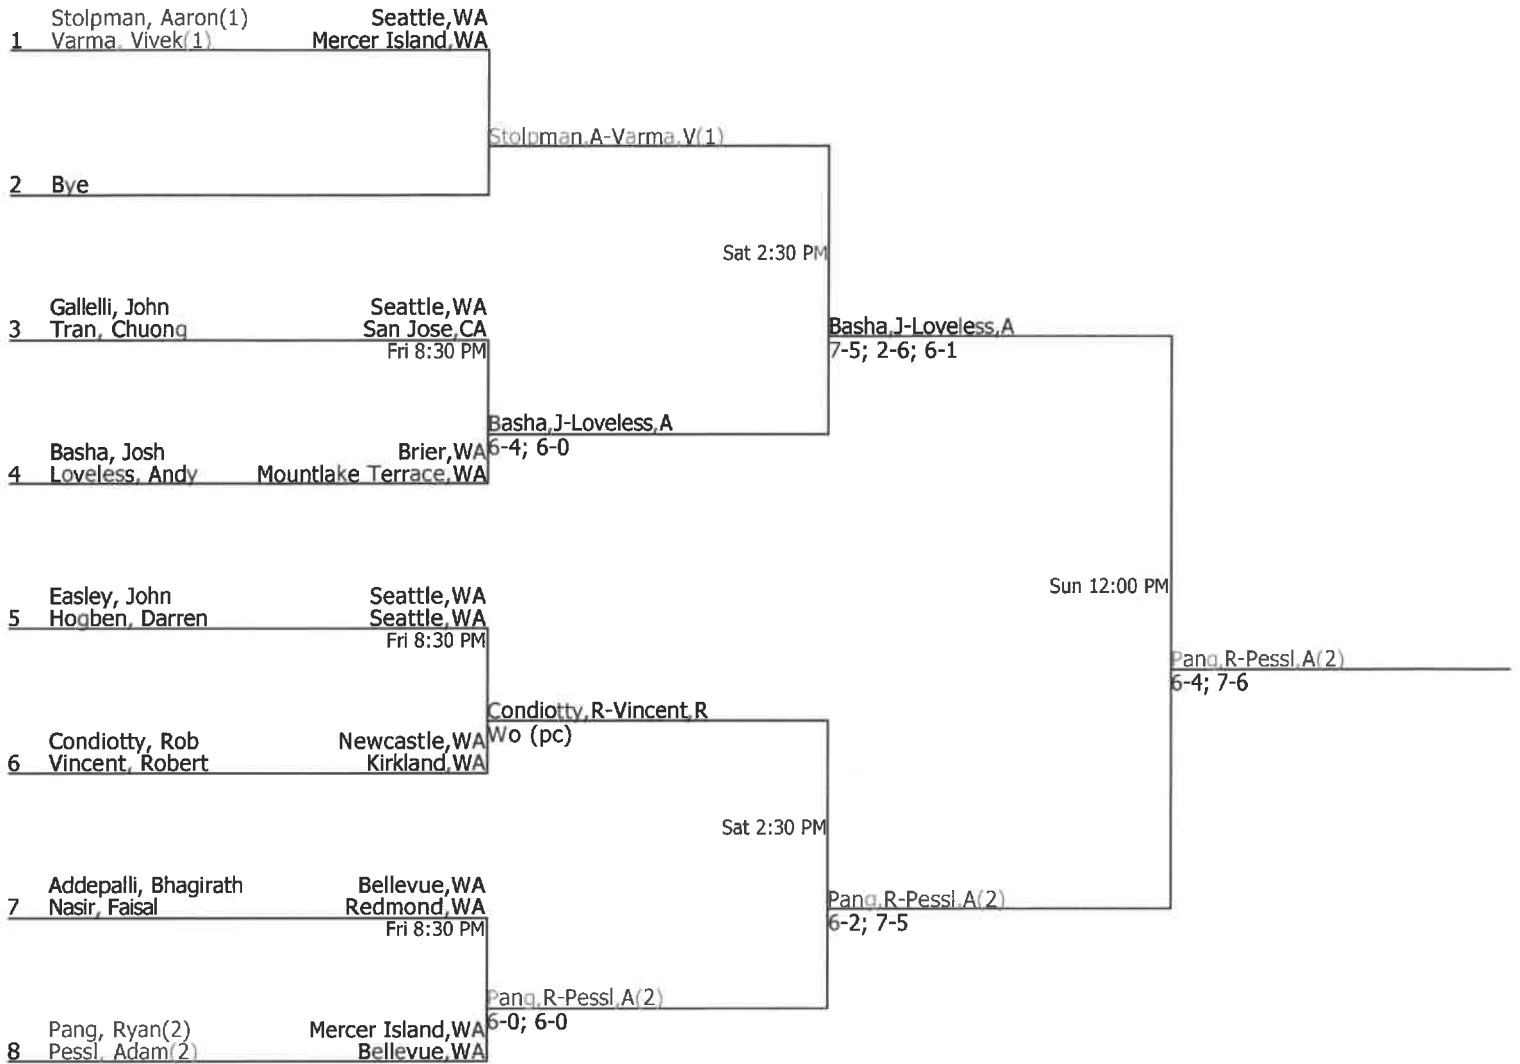 Stolpman, Aaron(1) Seattle,WA
1 Varma, Vivek(1) Mercer Island,WA
Stolpman,A-Varma,V(1)
2 Bye
Sat 2:30 PM
Gallelli, John Seattle,WA
3 Tran, Chuong San Jose,CA
Fri 8:30 PM
Basha,J-Loveless,A
7-5; 2-6; 6-1
Basha,J-Loveless,A
6-4; 6-0
Basha, Josh Brier,WA
4 Loveless, Andy Mountlake Terrace,WA
Sun 12:00 PM
Easley, John Seattle,WA
5 Hogben, Darren Seattle,WA
Fri 8:30 PM
Pang,R-Pessl,A(2)
6-4; 7-6
Condiotty,R-Vincent,R
Wo (pc)
Condiotty, Rob Newcastle,WA
6 Vincent, Robert Kirkland,WA
Sat 2:30 PM
Addepalli, Bhagirath Bellevue,WA
7 Nasir, Faisal Redmond,WA
Fri 8:30 PM
Pang,R-Pessl,A(2)
6-2; 7-5
Pang,R-Pessl,A(2)
6-0; 6-0
Pang, Ryan(2) Mercer Island,WA
8 Pessl, Adam(2) Bellevue,WA